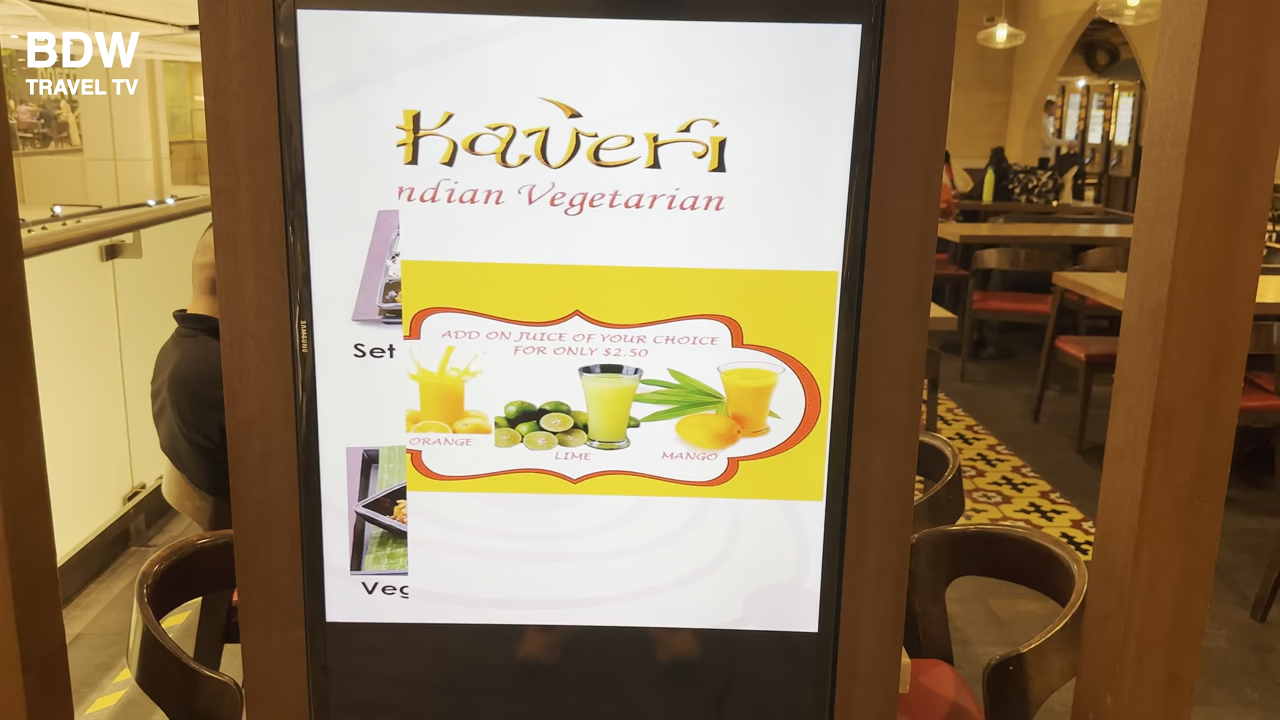 BDW
TRAVEL TV
Kaveri
ndian Vegetarian
Set
ADD ON JUICE OF YOUR CHOICE
FOR ONLY $2.50
ORANGE
LIME
MANGO
Veg
SAMSUNG